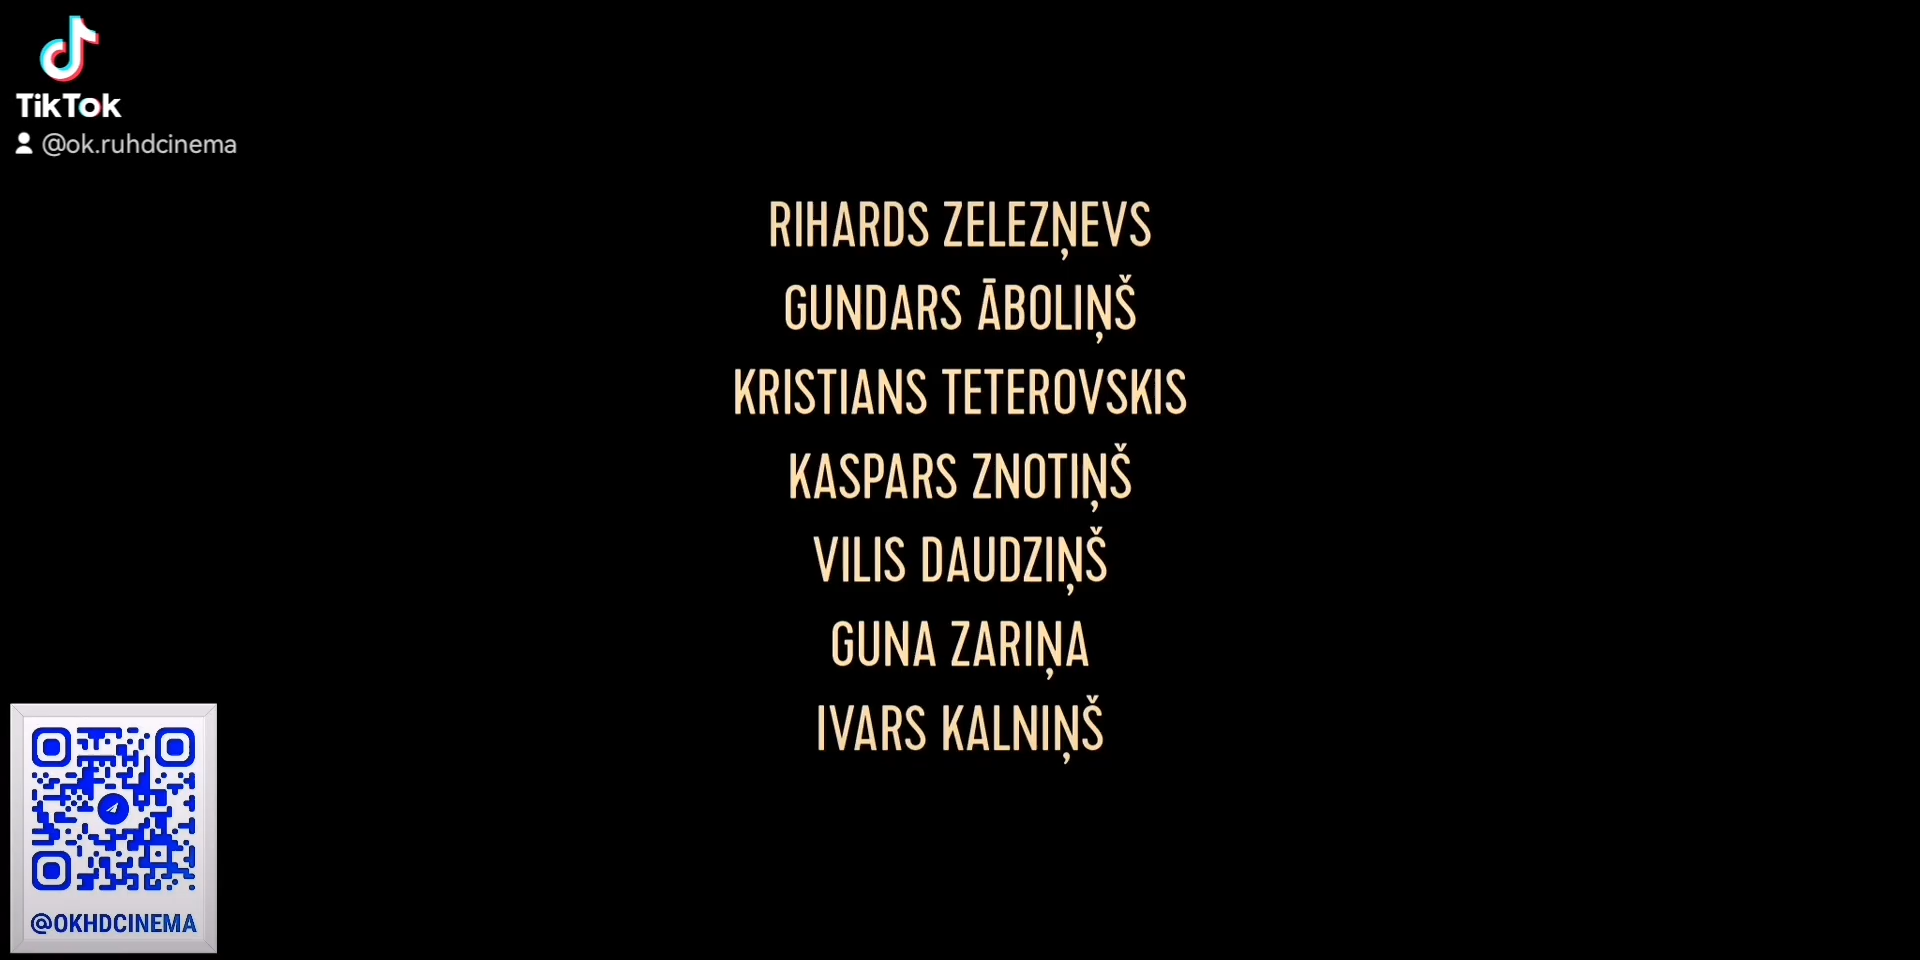 TikTok
@ok.ruhdcinema
RIHARDS ZELEZŅEVS
GUNDARS ĀBOLIŅŠ
KRISTIANS TETEROVSKIS
KASPARS ZNOTIŅŠ
VILIS DAUDZIŅŠ
GUNA ZARIŅA
IVARS KALNIŅŠ
@OKHDCINEMA